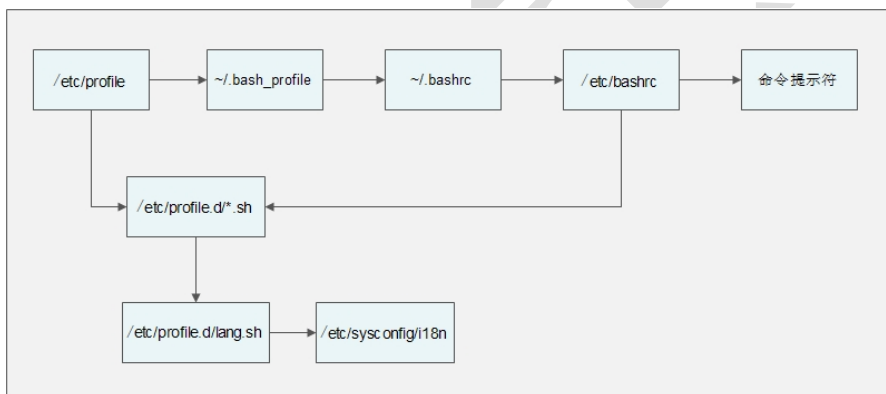 /etc/profile
~/.bash_profile
~/.bashrc
/etc/bashrc
命令提示符
/etc/profile.d/*.sh
/etc/profile.d/lang.sh
/etc/sysconfig/i18n